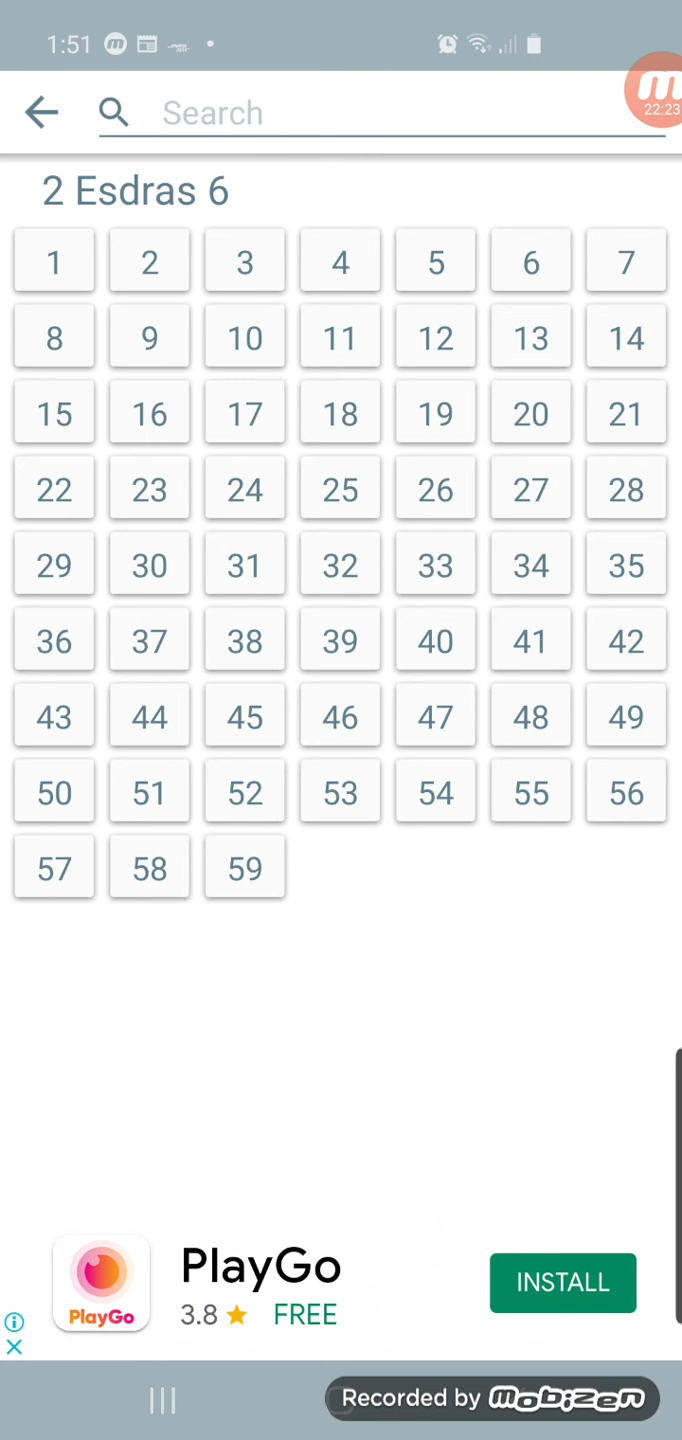 1:51
22:23
Search
2 Esdras 6
1 2 3 4 5 6 7
8 9 10 11 12 13 14
15 16 17 18 19 20 21
22 23 24 25 26 27 28
29 30 31 32 33 34 35
36 37 38 39 40 41 42
43 44 45 46 47 48 49
50 51 52 53 54 55 56
57 58 59
PlayGo
PlayGo
3.8 FREE
INSTALL
Recorded by mobizen